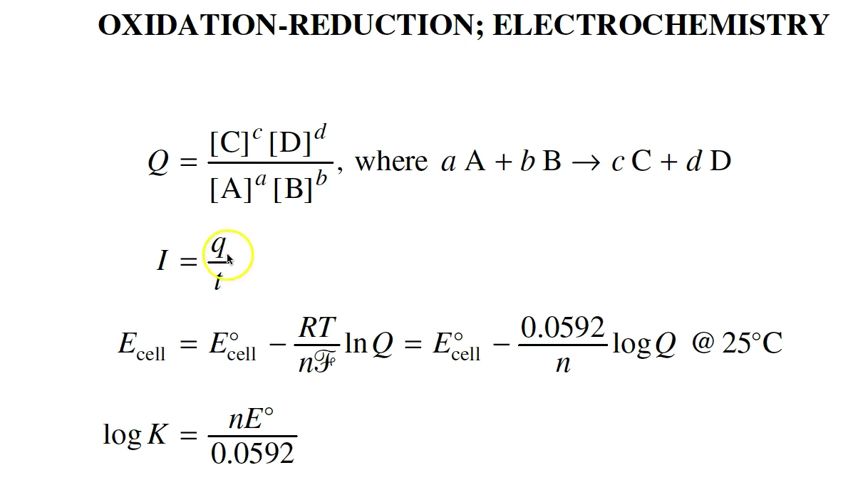 OXIDATION-REDUCTION; ELECTROCHEMISTRY
Q = [C]^c [D]^d / [A]^a [B]^b, where a A + b B → c C + d D
I = q / t
E_cell = E°_cell − RT / nℱ ln Q = E°_cell − 0.0592 / n log Q @ 25°C
log K = nE° / 0.0592